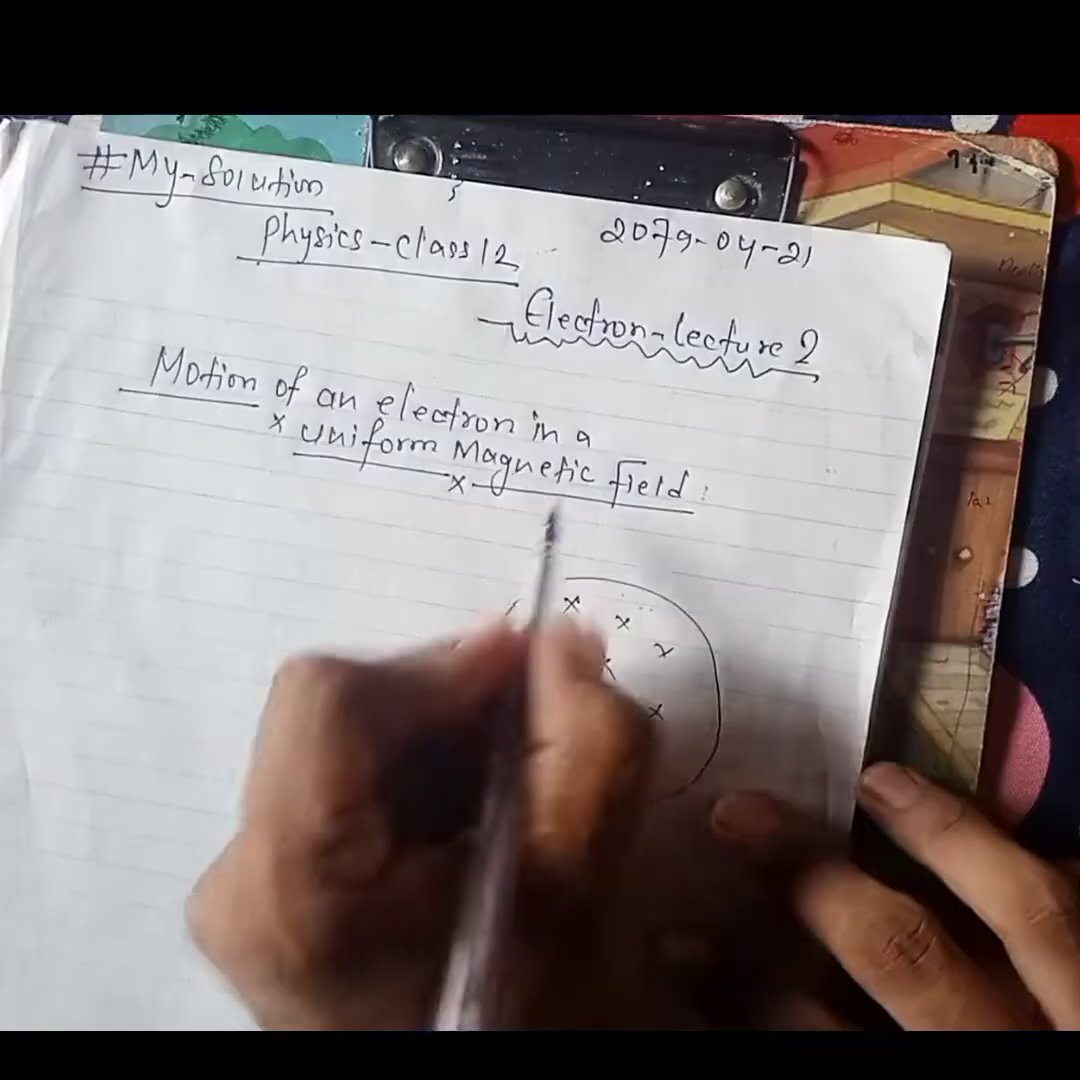 #My-Solution
Physics-class 12
2079-04-21
Electron-lecture 2
Motion of an electron in a
uniform Magnetic field:
x x x
x